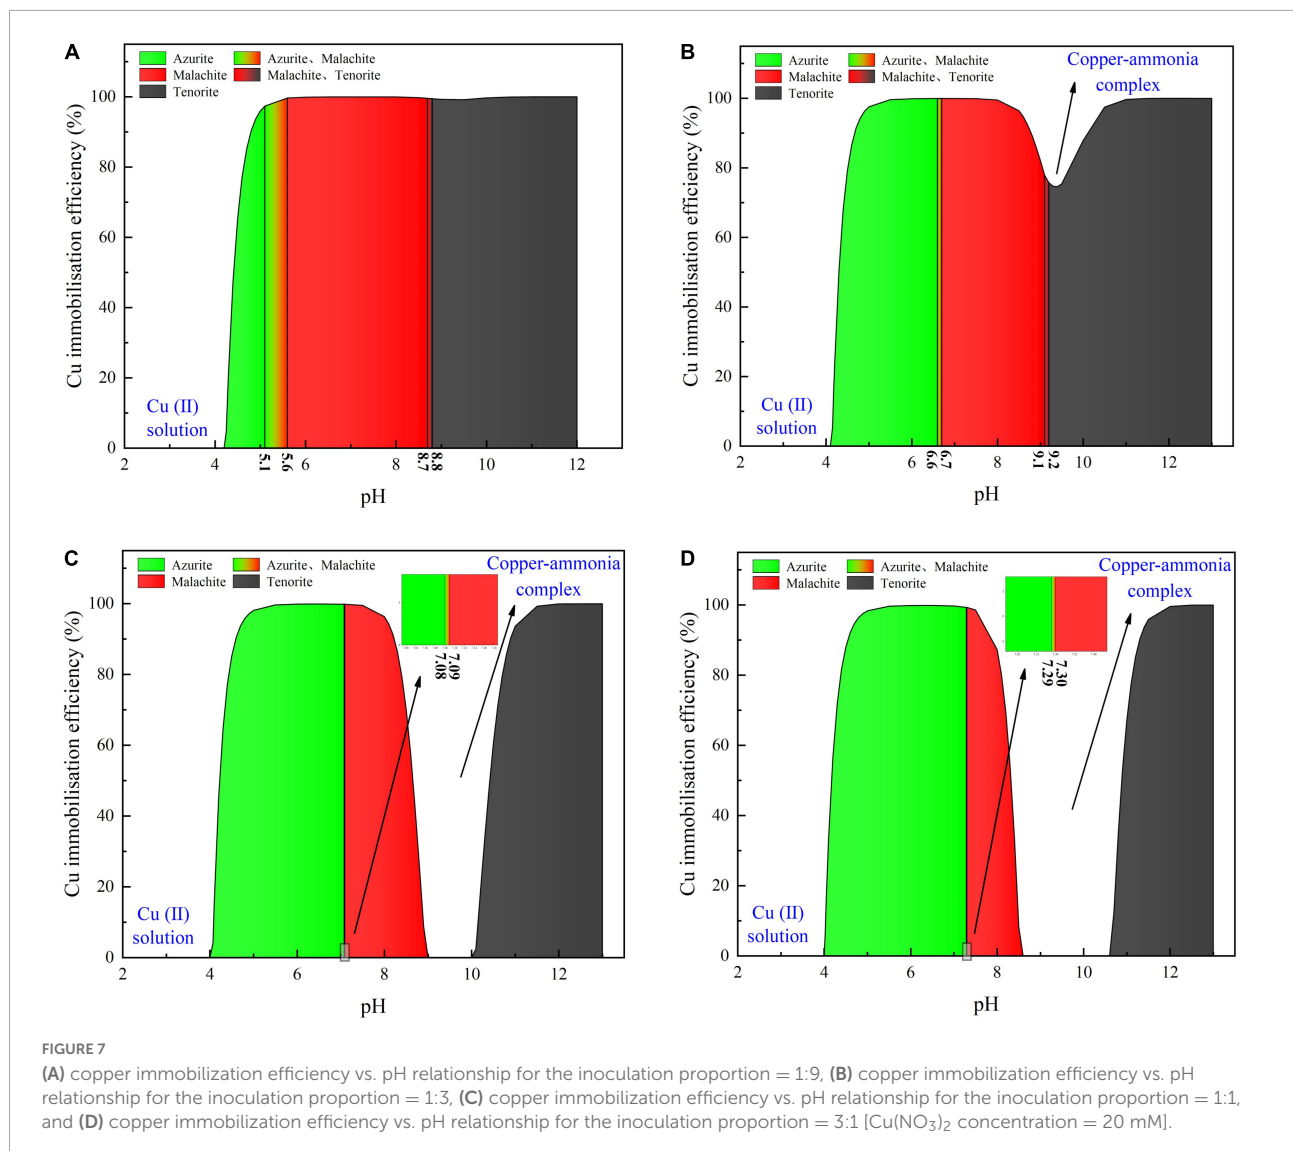 A
Azurite
Azurite、Malachite
Malachite
Malachite、Tenorite
Tenorite
Cu immobilisation efficiency (%)
100
80
60
40
20
0
Cu (II)
solution
2
4
5.1
5.6
6
8
8.7
8.8
10
12
pH
B
Azurite
Azurite、Malachite
Malachite
Malachite、Tenorite
Tenorite
Copper-ammonia
complex
Cu immobilisation efficiency (%)
100
80
60
40
20
0
Cu (II)
solution
2
4
6
6.6
6.7
8
9.1
9.2
10
12
pH
C
Azurite
Azurite、Malachite
Malachite
Tenorite
Copper-ammonia
complex
7.08
7.09
Cu immobilisation efficiency (%)
100
80
60
40
20
0
Cu (II)
solution
2
4
6
8
10
12
pH
D
Azurite
Azurite、Malachite
Malachite
Tenorite
Copper-ammonia
complex
7.29
7.30
Cu immobilisation efficiency (%)
100
80
60
40
20
0
Cu (II)
solution
2
4
6
8
10
12
pH
FIGURE 7
(A) copper immobilization efficiency vs. pH relationship for the inoculation proportion = 1:9, (B) copper immobilization efficiency vs. pH
relationship for the inoculation proportion = 1:3, (C) copper immobilization efficiency vs. pH relationship for the inoculation proportion = 1:1,
and (D) copper immobilization efficiency vs. pH relationship for the inoculation proportion = 3:1 [Cu(NO3)2 concentration = 20 mM].